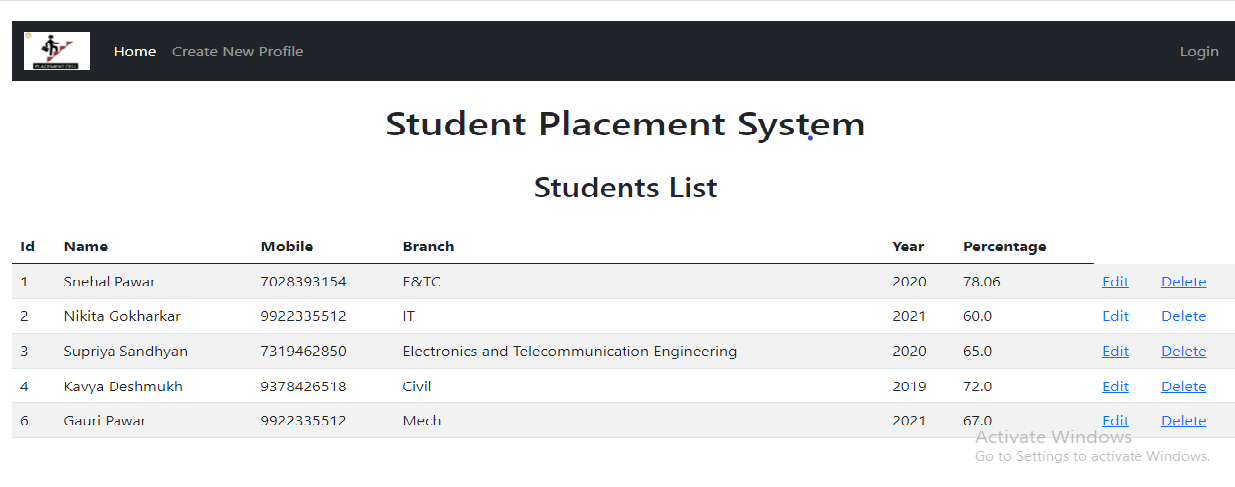 PLACEMENT CELL Home Create New Profile Login
Student Placement System
Students List
Id Name Mobile Branch Year Percentage
1 Snehal Pawar 7028393154 E&TC 2020 78.06 Edit Delete
2 Nikita Gokharkar 9922335512 IT 2021 60.0 Edit Delete
3 Supriya Sandhyan 7319462850 Electronics and Telecommunication Engineering 2020 65.0 Edit Delete
4 Kavya Deshmukh 9378426518 Civil 2019 72.0 Edit Delete
6 Gauri Pawar 9922335512 Mech 2021 67.0 Edit Delete
Activate Windows
Go to Settings to activate Windows.